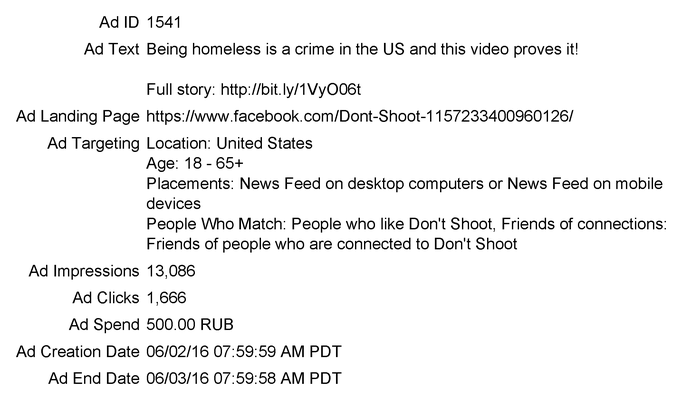 Ad ID 1541
Ad Text Being homeless is a crime in the US and this video proves it!
Full story: http://bit.ly/1VyO06t
Ad Landing Page https://www.facebook.com/Dont-Shoot-1157233400960126/
Ad Targeting Location: United States
Age: 18 - 65+
Placements: News Feed on desktop computers or News Feed on mobile
devices
People Who Match: People who like Don't Shoot, Friends of connections:
Friends of people who are connected to Don't Shoot
Ad Impressions 13,086
Ad Clicks 1,666
Ad Spend 500.00 RUB
Ad Creation Date 06/02/16 07:59:59 AM PDT
Ad End Date 06/03/16 07:59:58 AM PDT